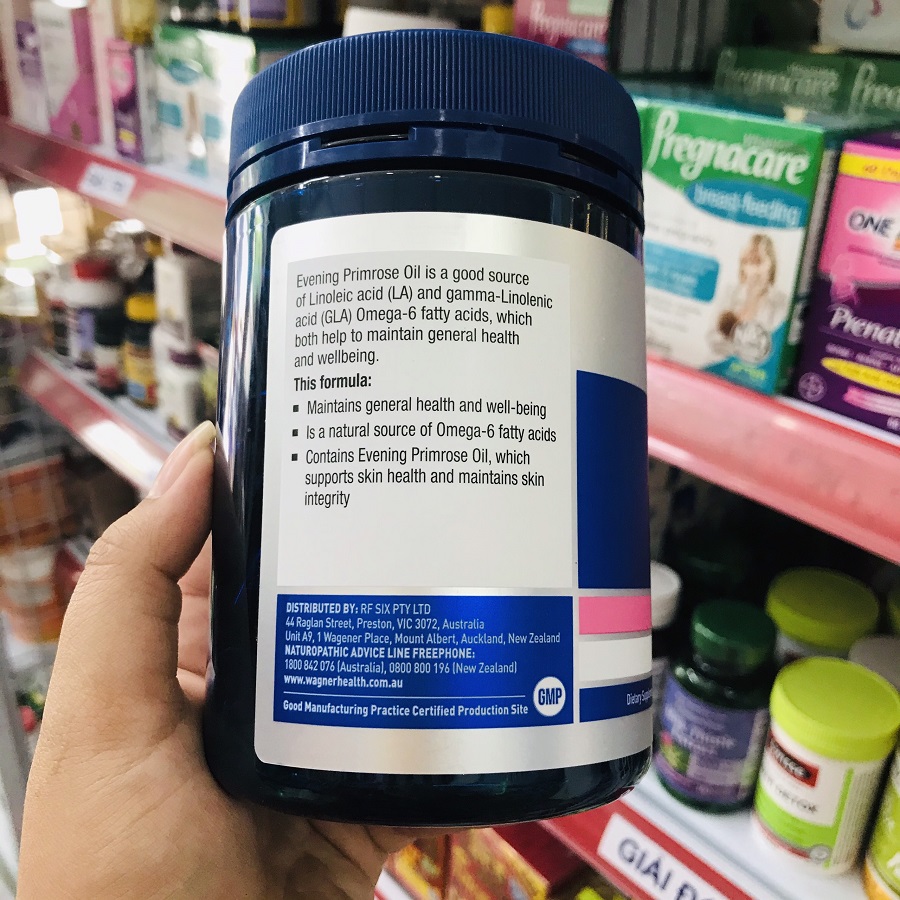 Evening Primrose Oil is a good source
of Linoleic acid (LA) and gamma-Linolenic
acid (GLA) Omega-6 fatty acids, which
both help to maintain general health
and wellbeing.
This formula:
▪ Maintains general health and well-being
▪ Is a natural source of Omega-6 fatty acids
▪ Contains Evening Primrose Oil, which
supports skin health and maintains skin
integrity
DISTRIBUTED BY: RF SIX PTY LTD
44 Raglan Street, Preston, VIC 3072, Australia
Unit A9, 1 Wagener Place, Mount Albert, Auckland, New Zealand
NATUROPATHIC ADVICE LINE FREEPHONE:
1800 842 076 (Australia), 0800 800 196 (New Zealand)
www.wagnerhealth.com.au
Good Manufacturing Practice Certified Production Site
GMP
Dietary
Pregnacare
Pregnacare
Pregnacare
breast-feeding
ONE
Prenat
GIẢI